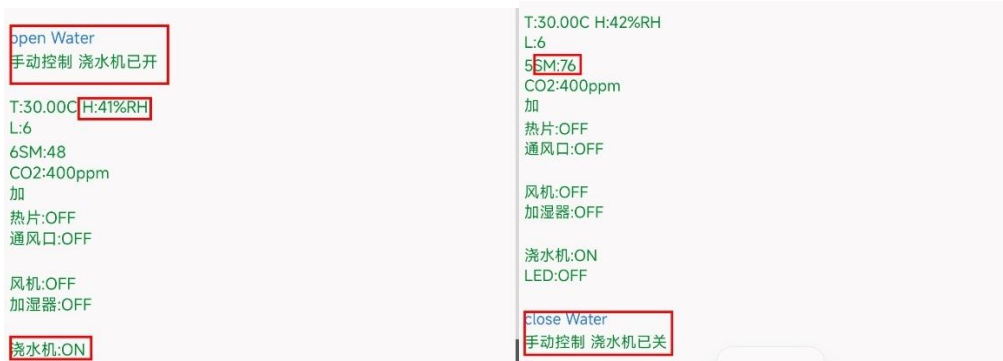 open Water
手动控制 浇水机已开
T:30.00C H:41%RH
L:6
6SM:48
CO2:400ppm
加
热片:OFF
通风口:OFF
风机:OFF
加湿器:OFF
浇水机:ON
T:30.00C H:42%RH
L:6
5SM:76
CO2:400ppm
加
热片:OFF
通风口:OFF
风机:OFF
加湿器:OFF
浇水机:ON
LED:OFF
close Water
手动控制 浇水机已关